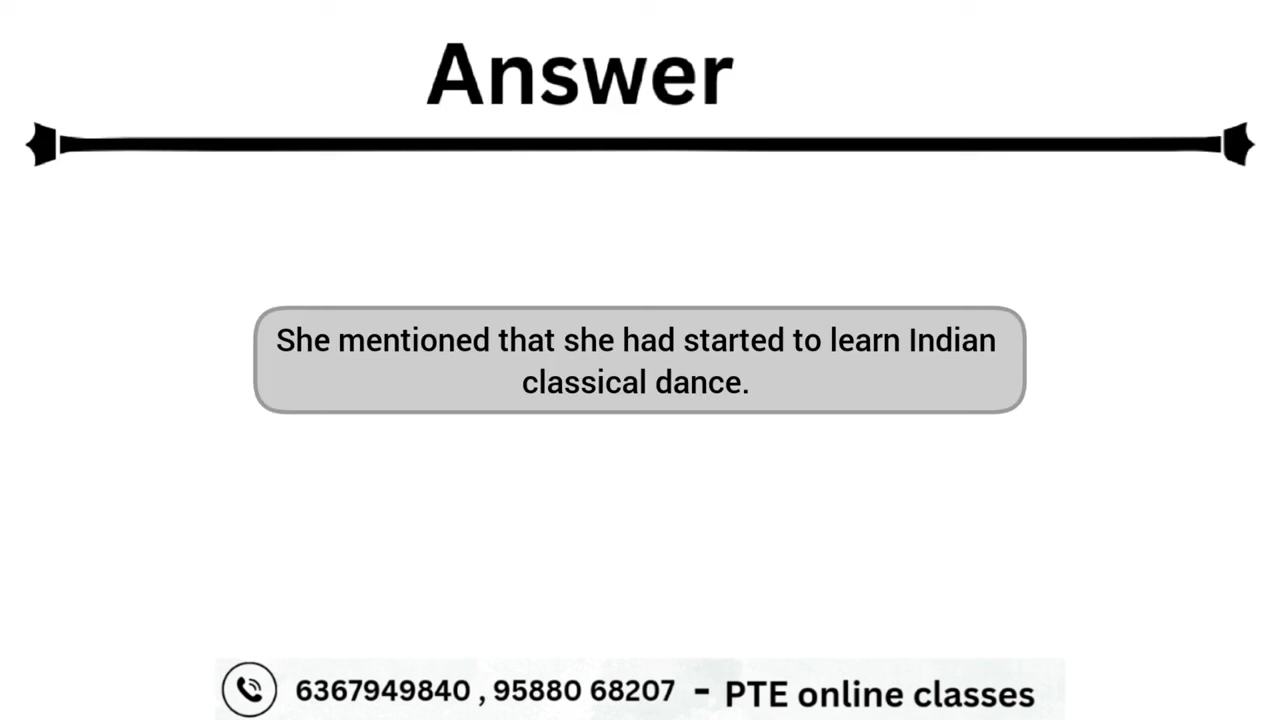 Answer
She mentioned that she had started to learn Indian
classical dance.
6367949840 , 95880 68207 - PTE online classes